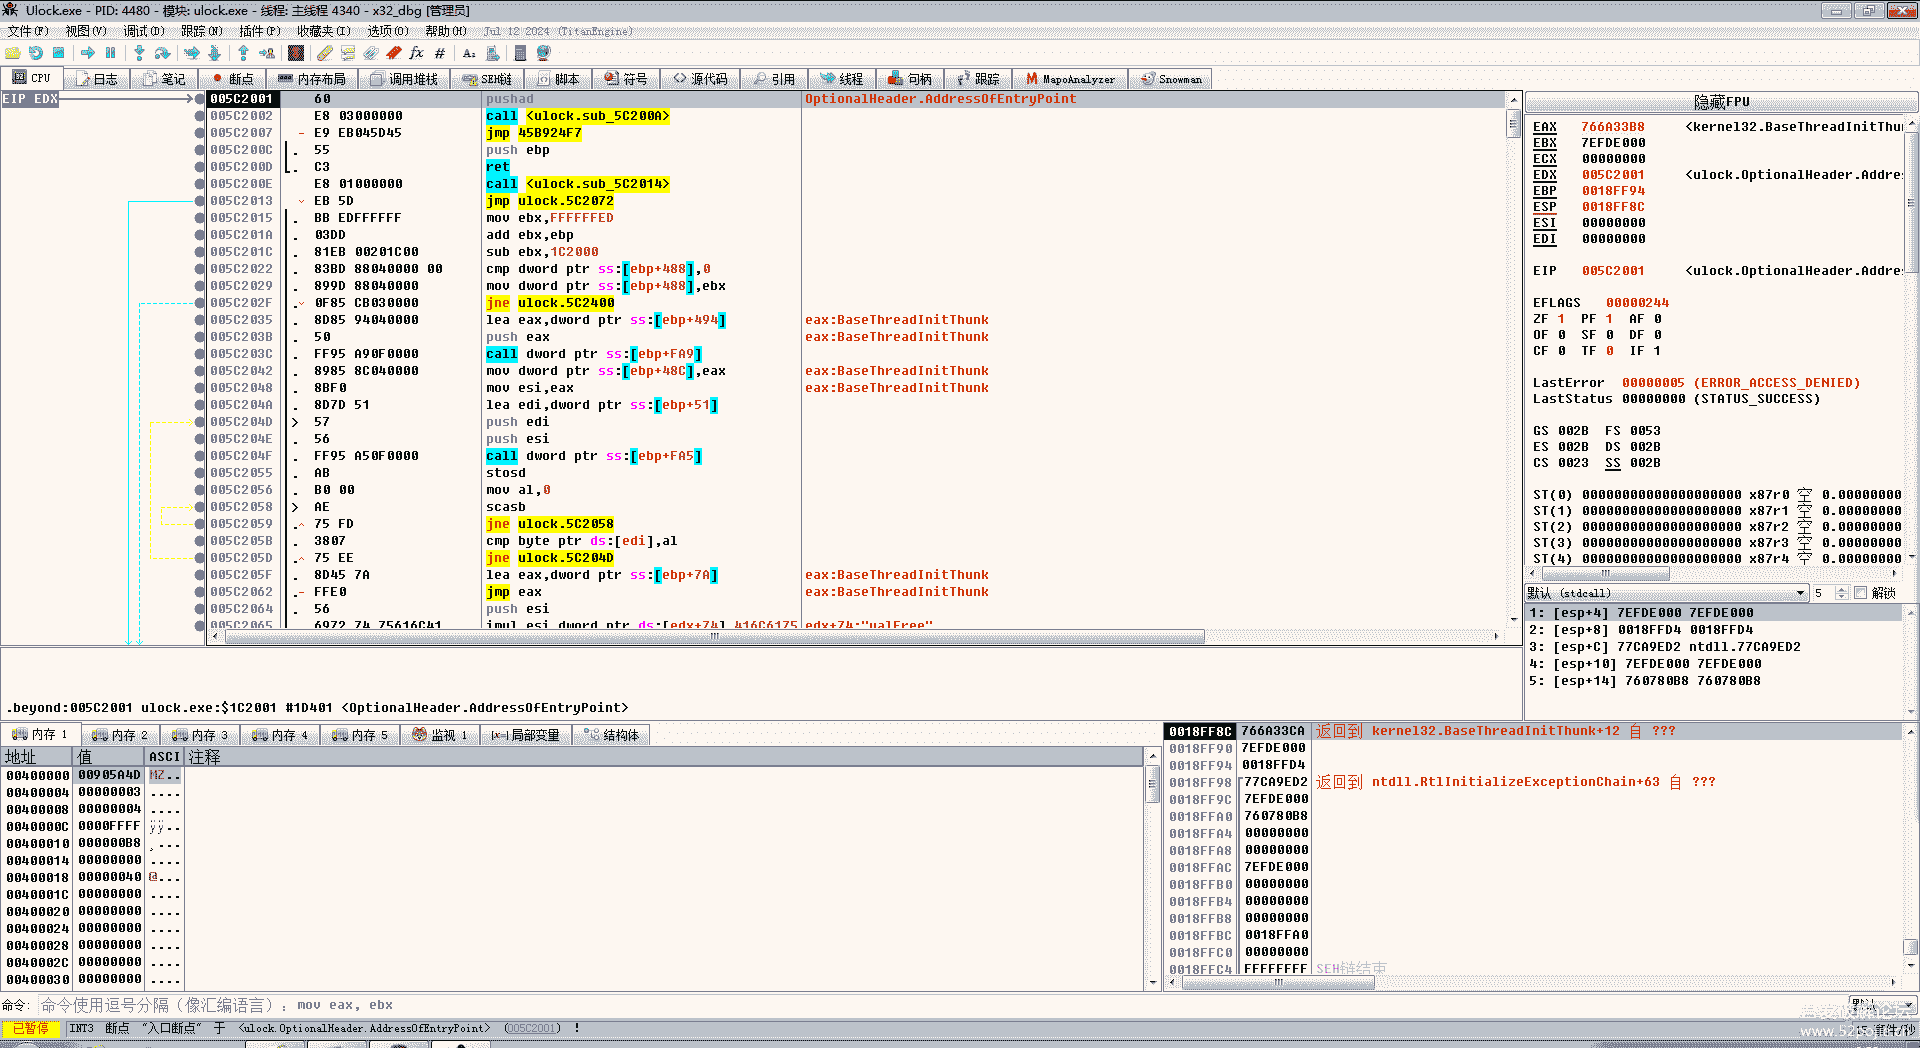 Ulock.exe - PID: 4480 - 模块: ulock.exe - 线程: 主线程 4340 - x32_dbg [管理员]
文件(F) 视图(V) 调试(D) 跟踪(N) 插件(P) 收藏夹(I) 选项(O) 帮助(H) Jul 12 2024 (TitanEngine)
CPU 日志 笔记 断点 内存布局 调用堆栈 SEH链 脚本 符号 源代码 引用 线程 句柄 跟踪 MapoAnalyzer Snowman
EIP EDX 005C2001 60 pushad OptionalHeader.AddressOfEntryPoint
005C2002 E8 03000000 call <ulock.sub_5C200A>
005C2007 - E9 EB045D45 jmp 45B924F7
005C200C . 55 push ebp
005C200D . C3 ret
005C200E E8 01000000 call <ulock.sub_5C2014>
005C2013 EB 5D jmp ulock.5C2072
005C2015 . BB EDFFFFFF mov ebx,FFFFFFED
005C201A . 03DD add ebx,ebp
005C201C . 81EB 00201C00 sub ebx,1C2000
005C2022 . 83BD 88040000 00 cmp dword ptr ss:[ebp+488],0
005C2029 . 899D 88040000 mov dword ptr ss:[ebp+488],ebx
005C202F . 0F85 CB030000 jne ulock.5C2400
005C2035 . 8D85 94040000 lea eax,dword ptr ss:[ebp+494] eax:BaseThreadInitThunk
005C203B . 50 push eax eax:BaseThreadInitThunk
005C203C . FF95 A90F0000 call dword ptr ss:[ebp+FA9]
005C2042 . 8985 8C040000 mov dword ptr ss:[ebp+48C],eax eax:BaseThreadInitThunk
005C2048 . 8BF0 mov esi,eax eax:BaseThreadInitThunk
005C204A . 8D7D 51 lea edi,dword ptr ss:[ebp+51]
005C204D > 57 push edi
005C204E . 56 push esi
005C204F . FF95 A50F0000 call dword ptr ss:[ebp+FA5]
005C2055 . AB stosd
005C2056 . B0 00 mov al,0
005C2058 > AE scasb
005C2059 .^ 75 FD jne ulock.5C2058
005C205B . 3807 cmp byte ptr ds:[edi],al
005C205D .^ 75 EE jne ulock.5C204D
005C205F . 8D45 7A lea eax,dword ptr ss:[ebp+7A] eax:BaseThreadInitThunk
005C2062 .- FFE0 jmp eax eax:BaseThreadInitThunk
005C2064 . 56 push esi
005C2065 . 6972 74 75616C41 imul esi,dword ptr ds:[edx+74],416C6175 edx+74:"ualFree"
.beyond:005C2001 ulock.exe:$1C2001 #1D401 <OptionalHeader.AddressOfEntryPoint>
隐藏FPU
EAX 766A33B8 <kernel32.BaseThreadInitThu
EBX 7EFDE000
ECX 00000000
EDX 005C2001 <ulock.OptionalHeader.Addre
EBP 0018FF94
ESP 0018FF8C
ESI 00000000
EDI 00000000
EIP 005C2001 <ulock.OptionalHeader.Addre
EFLAGS 00000244
ZF 1 PF 1 AF 0
OF 0 SF 0 DF 0
CF 0 TF 0 IF 1
LastError 00000005 (ERROR_ACCESS_DENIED)
LastStatus 00000000 (STATUS_SUCCESS)
GS 002B FS 0053
ES 002B DS 002B
CS 0023 SS 002B
ST(0) 00000000000000000000 x87r0 空 0.00000000
ST(1) 00000000000000000000 x87r1 空 0.00000000
ST(2) 00000000000000000000 x87r2 空 0.00000000
ST(3) 00000000000000000000 x87r3 空 0.00000000
ST(4) 00000000000000000000 x87r4 空 0.00000000
默认 (stdcall) 5 解锁
1: [esp+4] 7EFDE000 7EFDE000
2: [esp+8] 0018FFD4 0018FFD4
3: [esp+C] 77CA9ED2 ntdll.77CA9ED2
4: [esp+10] 7EFDE000 7EFDE000
5: [esp+14] 760780B8 760780B8
内存 1 内存 2 内存 3 内存 4 内存 5 监视 1 [x=]局部变量 结构体
地址 值 ASCI 注释
00400000 00905A4D MZ..
00400004 00000003 ....
00400008 00000004 ....
0040000C 0000FFFF ÿÿ..
00400010 000000B8 ¸...
00400014 00000000 ....
00400018 00000040 @...
0040001C 00000000 ....
00400020 00000000 ....
00400024 00000000 ....
00400028 00000000 ....
0040002C 00000000 ....
00400030 00000000 ....
0018FF8C 766A33CA 返回到 kernel32.BaseThreadInitThunk+12 自 ???
0018FF90 7EFDE000
0018FF94 0018FFD4
0018FF98 77CA9ED2 返回到 ntdll.RtlInitializeExceptionChain+63 自 ???
0018FF9C 7EFDE000
0018FFA0 760780B8
0018FFA4 00000000
0018FFA8 00000000
0018FFAC 7EFDE000
0018FFB0 00000000
0018FFB4 00000000
0018FFB8 00000000
0018FFBC 0018FFA0
0018FFC0 00000000
0018FFC4 FFFFFFFF SEH链结束
命令: 命令使用逗号分隔（像汇编语言）: mov eax, ebx 默认
已暂停 INT3 断点 "入口断点" 于 <ulock.OptionalHeader.AddressOfEntryPoint> (005C2001) !